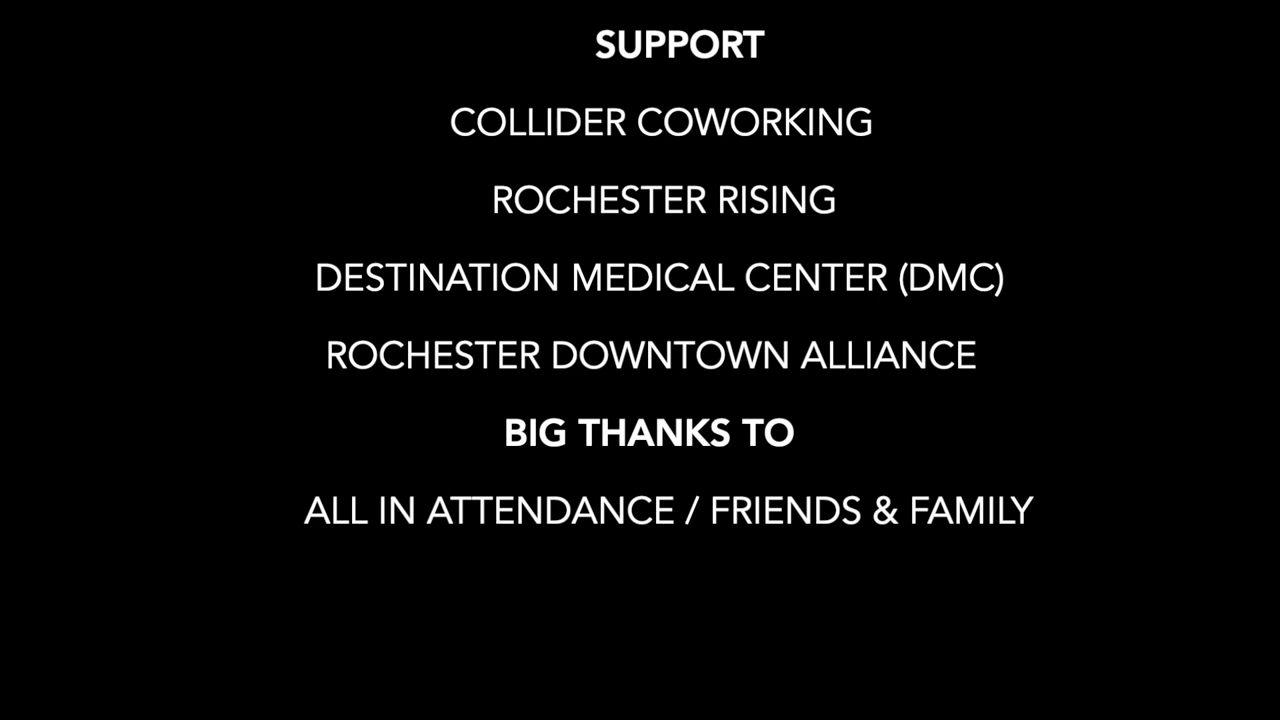 SUPPORT
COLLIDER COWORKING
ROCHESTER RISING
DESTINATION MEDICAL CENTER (DMC)
ROCHESTER DOWNTOWN ALLIANCE
BIG THANKS TO
ALL IN ATTENDANCE / FRIENDS & FAMILY